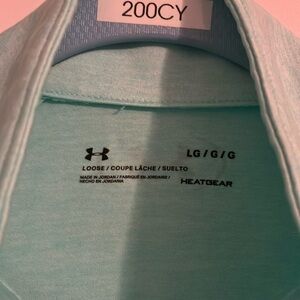 200CY
LG / G / G
LOOSE / COUPE LÂCHE / SUELTO
MADE IN JORDAN / FABRIQUÉ EN JORDANIE /
HECHO EN JORDANIA
HEATGEAR